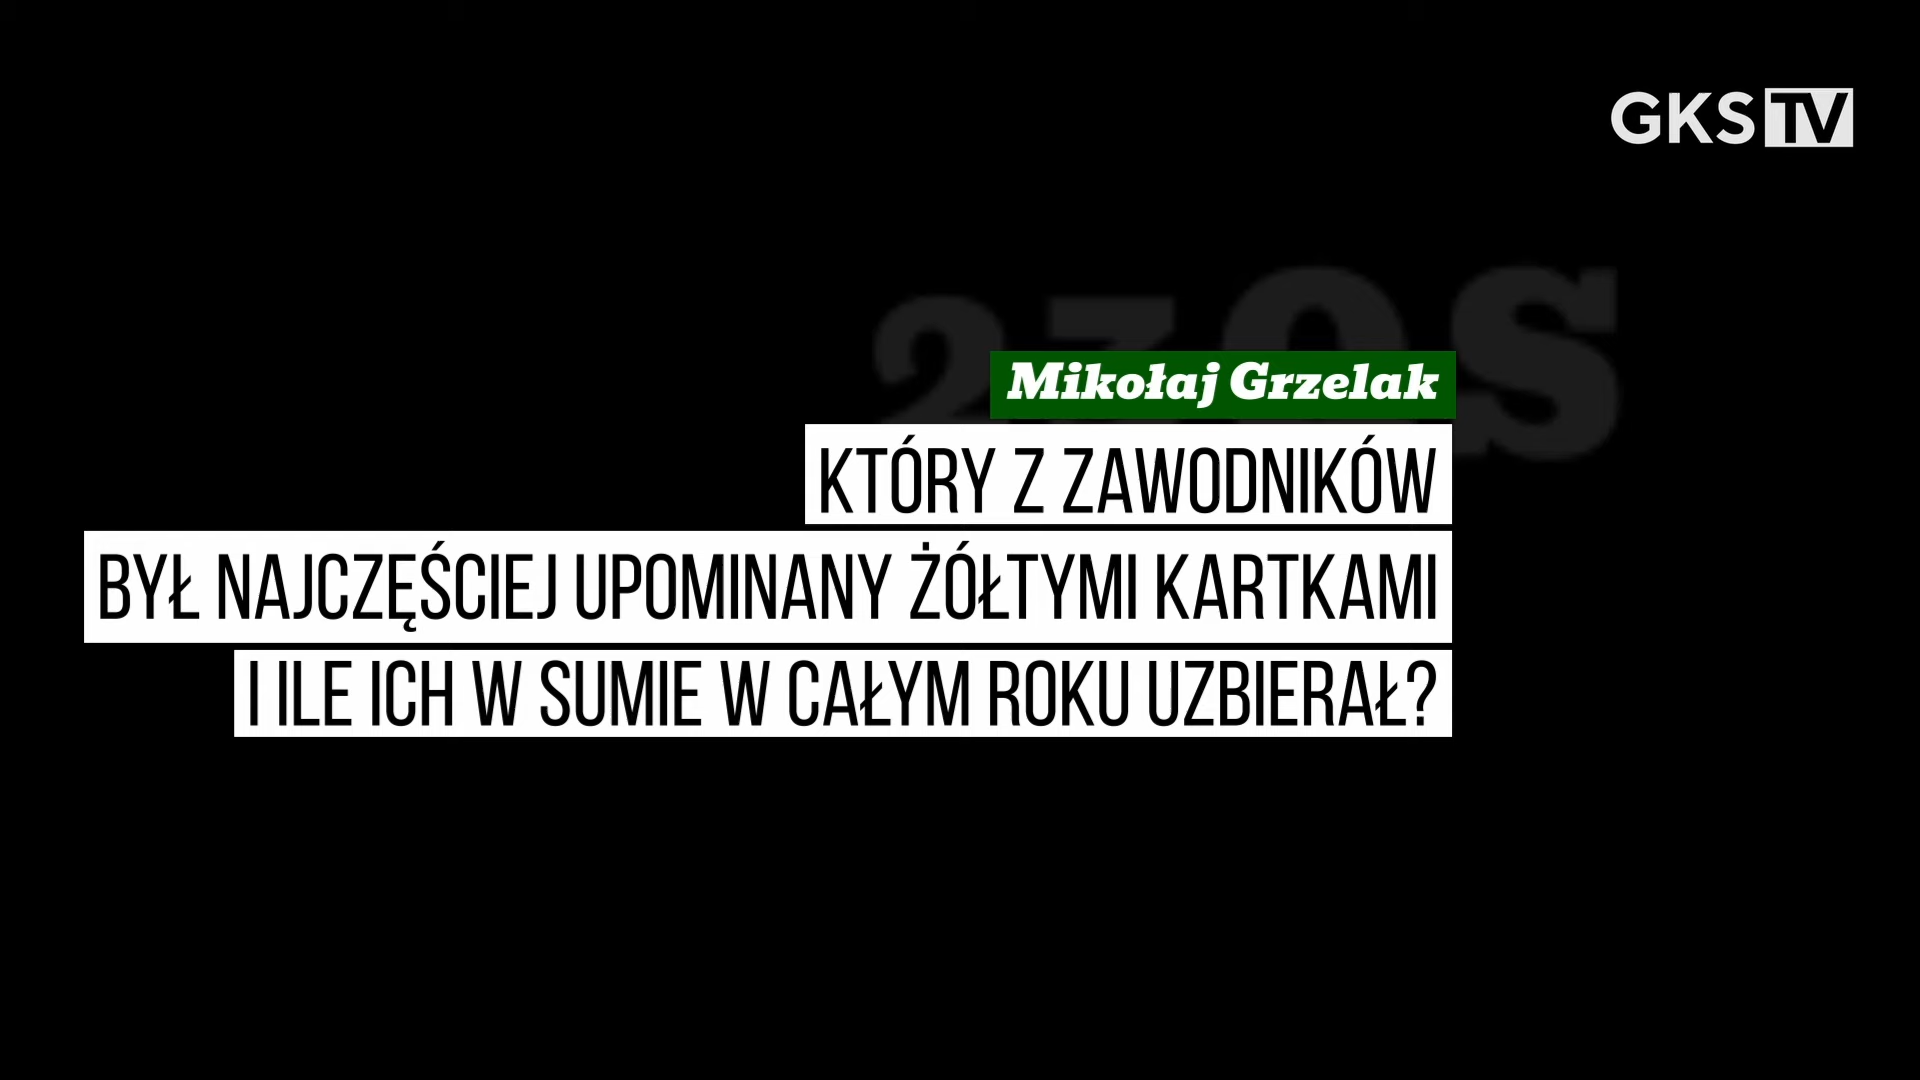 GKS TV
Mikołaj Grzelak
KTÓRY Z ZAWODNIKÓW
BYŁ NAJCZĘŚCIEJ UPOMINANY ŻÓŁTYMI KARTKAMI
I ILE ICH W SUMIE W CAŁYM ROKU UZBIERAŁ?